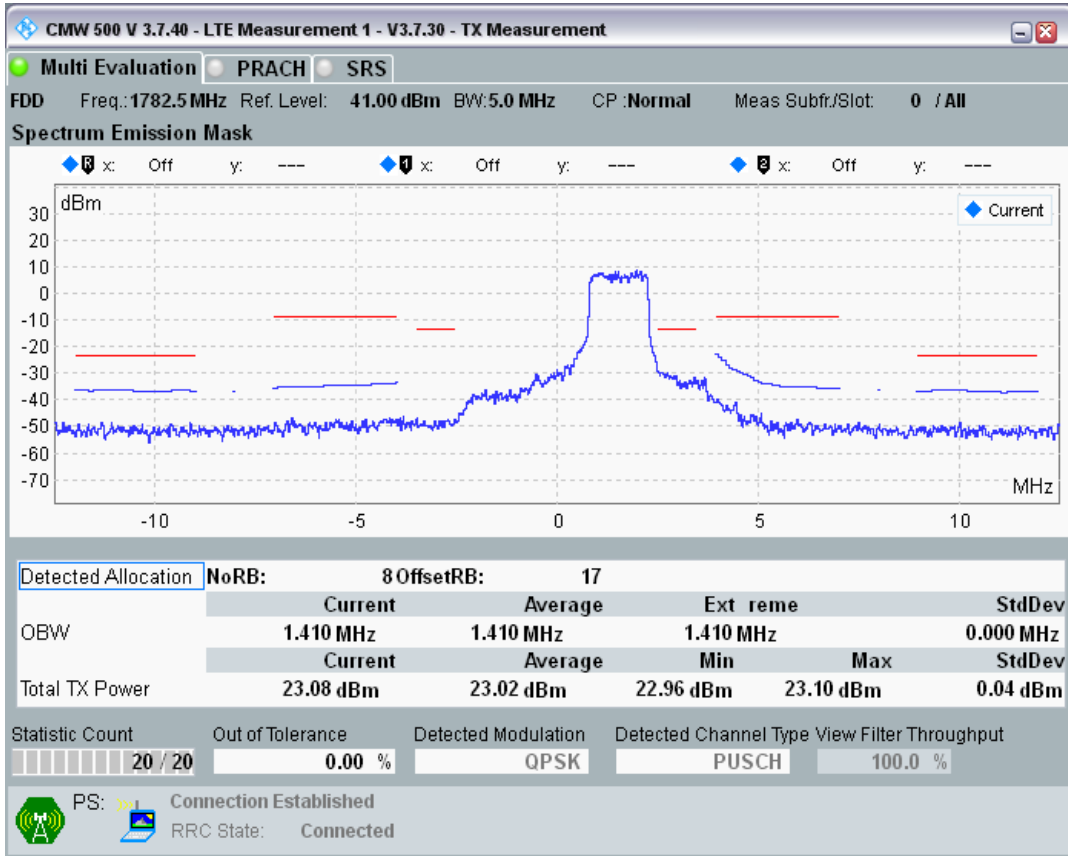 CMW 500 V 3.7.40 - LTE Measurement 1 - V3.7.30 - TX Measurement
Multi Evaluation PRACH SRS
FDD Freq.:1782.5 MHz Ref. Level: 41.00 dBm BW:5.0 MHz CP :Normal Meas Subfr./Slot: 0 / All
Spectrum Emission Mask
R x: Off y: --- 1 x: Off y: --- 2 x: Off y: ---
dBm
Current
30
20
10
0
-10
-20
-30
-40
-50
-60
-70
MHz
-10 -5 0 5 10
Detected Allocation NoRB: 8 OffsetRB: 17
Current Average Ext reme StdDev
OBW 1.410 MHz 1.410 MHz 1.410 MHz 0.000 MHz
Current Average Min Max StdDev
Total TX Power 23.08 dBm 23.02 dBm 22.96 dBm 23.10 dBm 0.04 dBm
Statistic Count Out of Tolerance Detected Modulation Detected Channel Type View Filter Throughput
20 / 20 0.00 % QPSK PUSCH 100.0 %
PS: Connection Established
RRC State: Connected